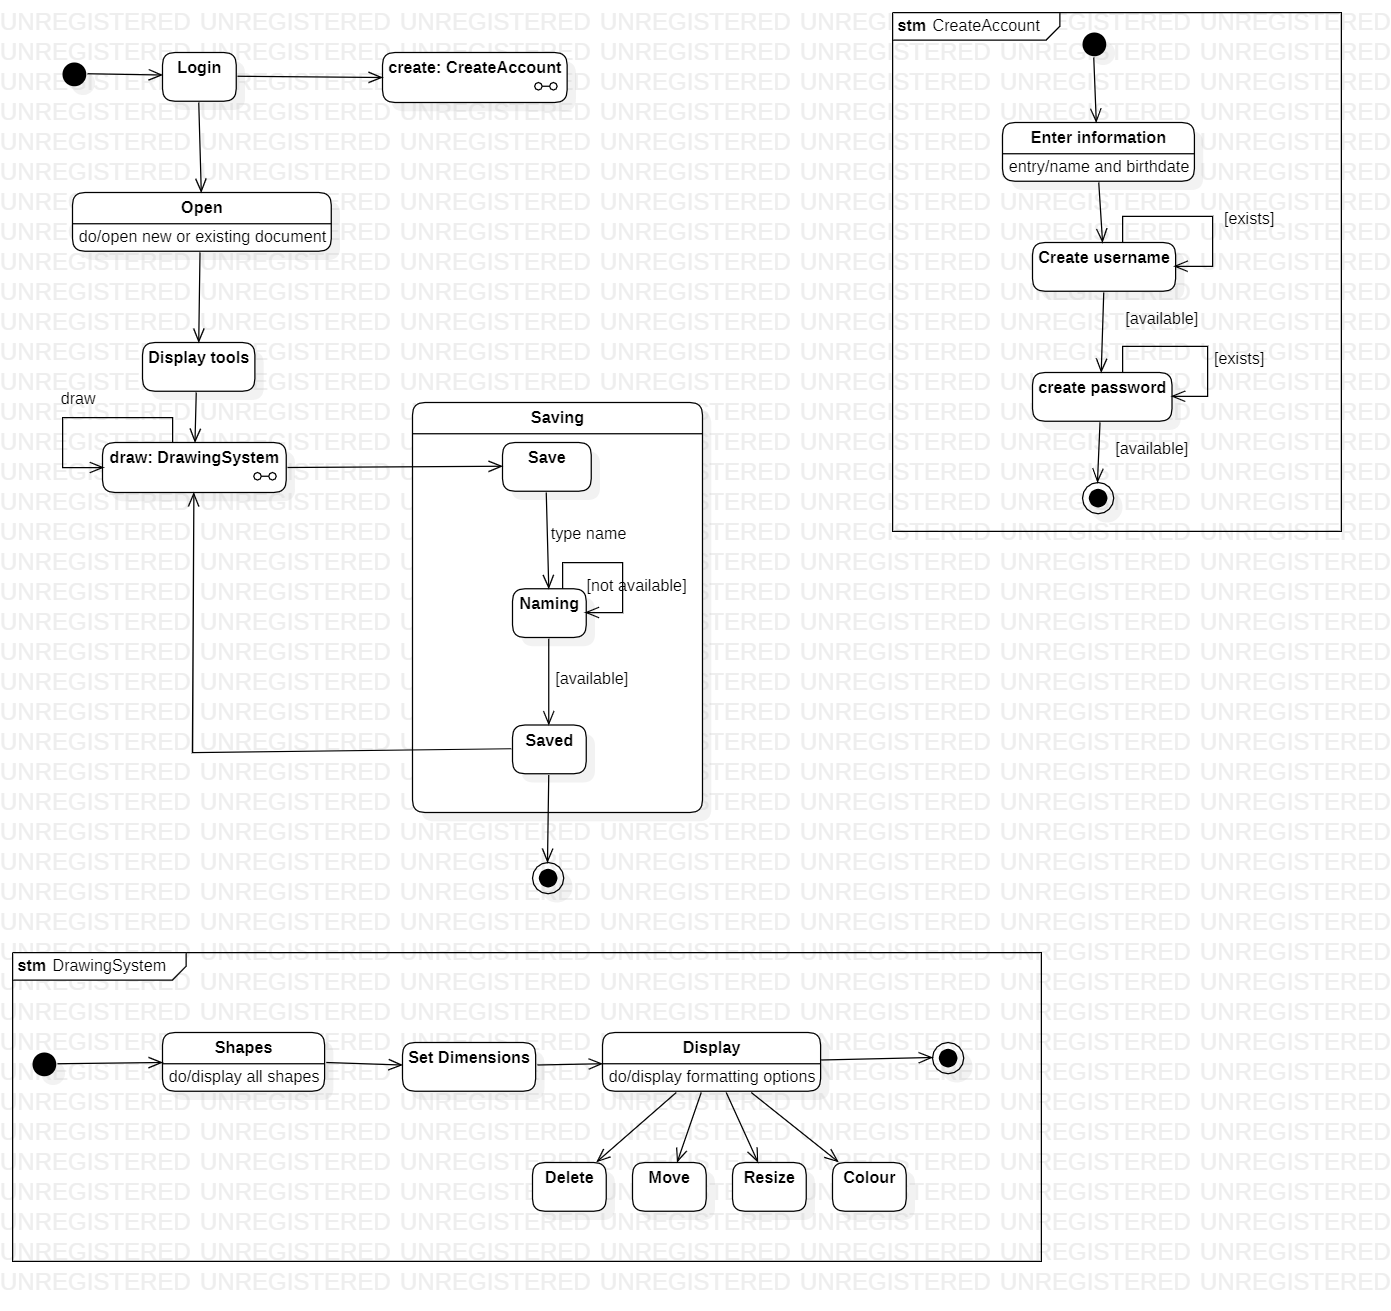 stm CreateAccount
Login
create: CreateAccount
Enter information
entry/name and birthdate
Open
do/open new or existing document
[exists]
Create username
[available]
Display tools
[exists]
create password
draw
Saving
draw: DrawingSystem
Save
[available]
type name
[not available]
Naming
[available]
Saved
stm DrawingSystem
Shapes
do/display all shapes
Set Dimensions
Display
do/display formatting options
Delete
Move
Resize
Colour
UNREGISTERED